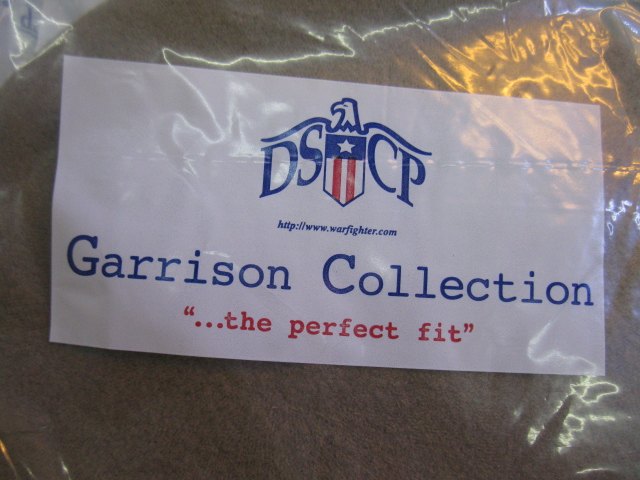 DSCP
http://www.warfighter.com
Garrison Collection
“...the perfect fit”